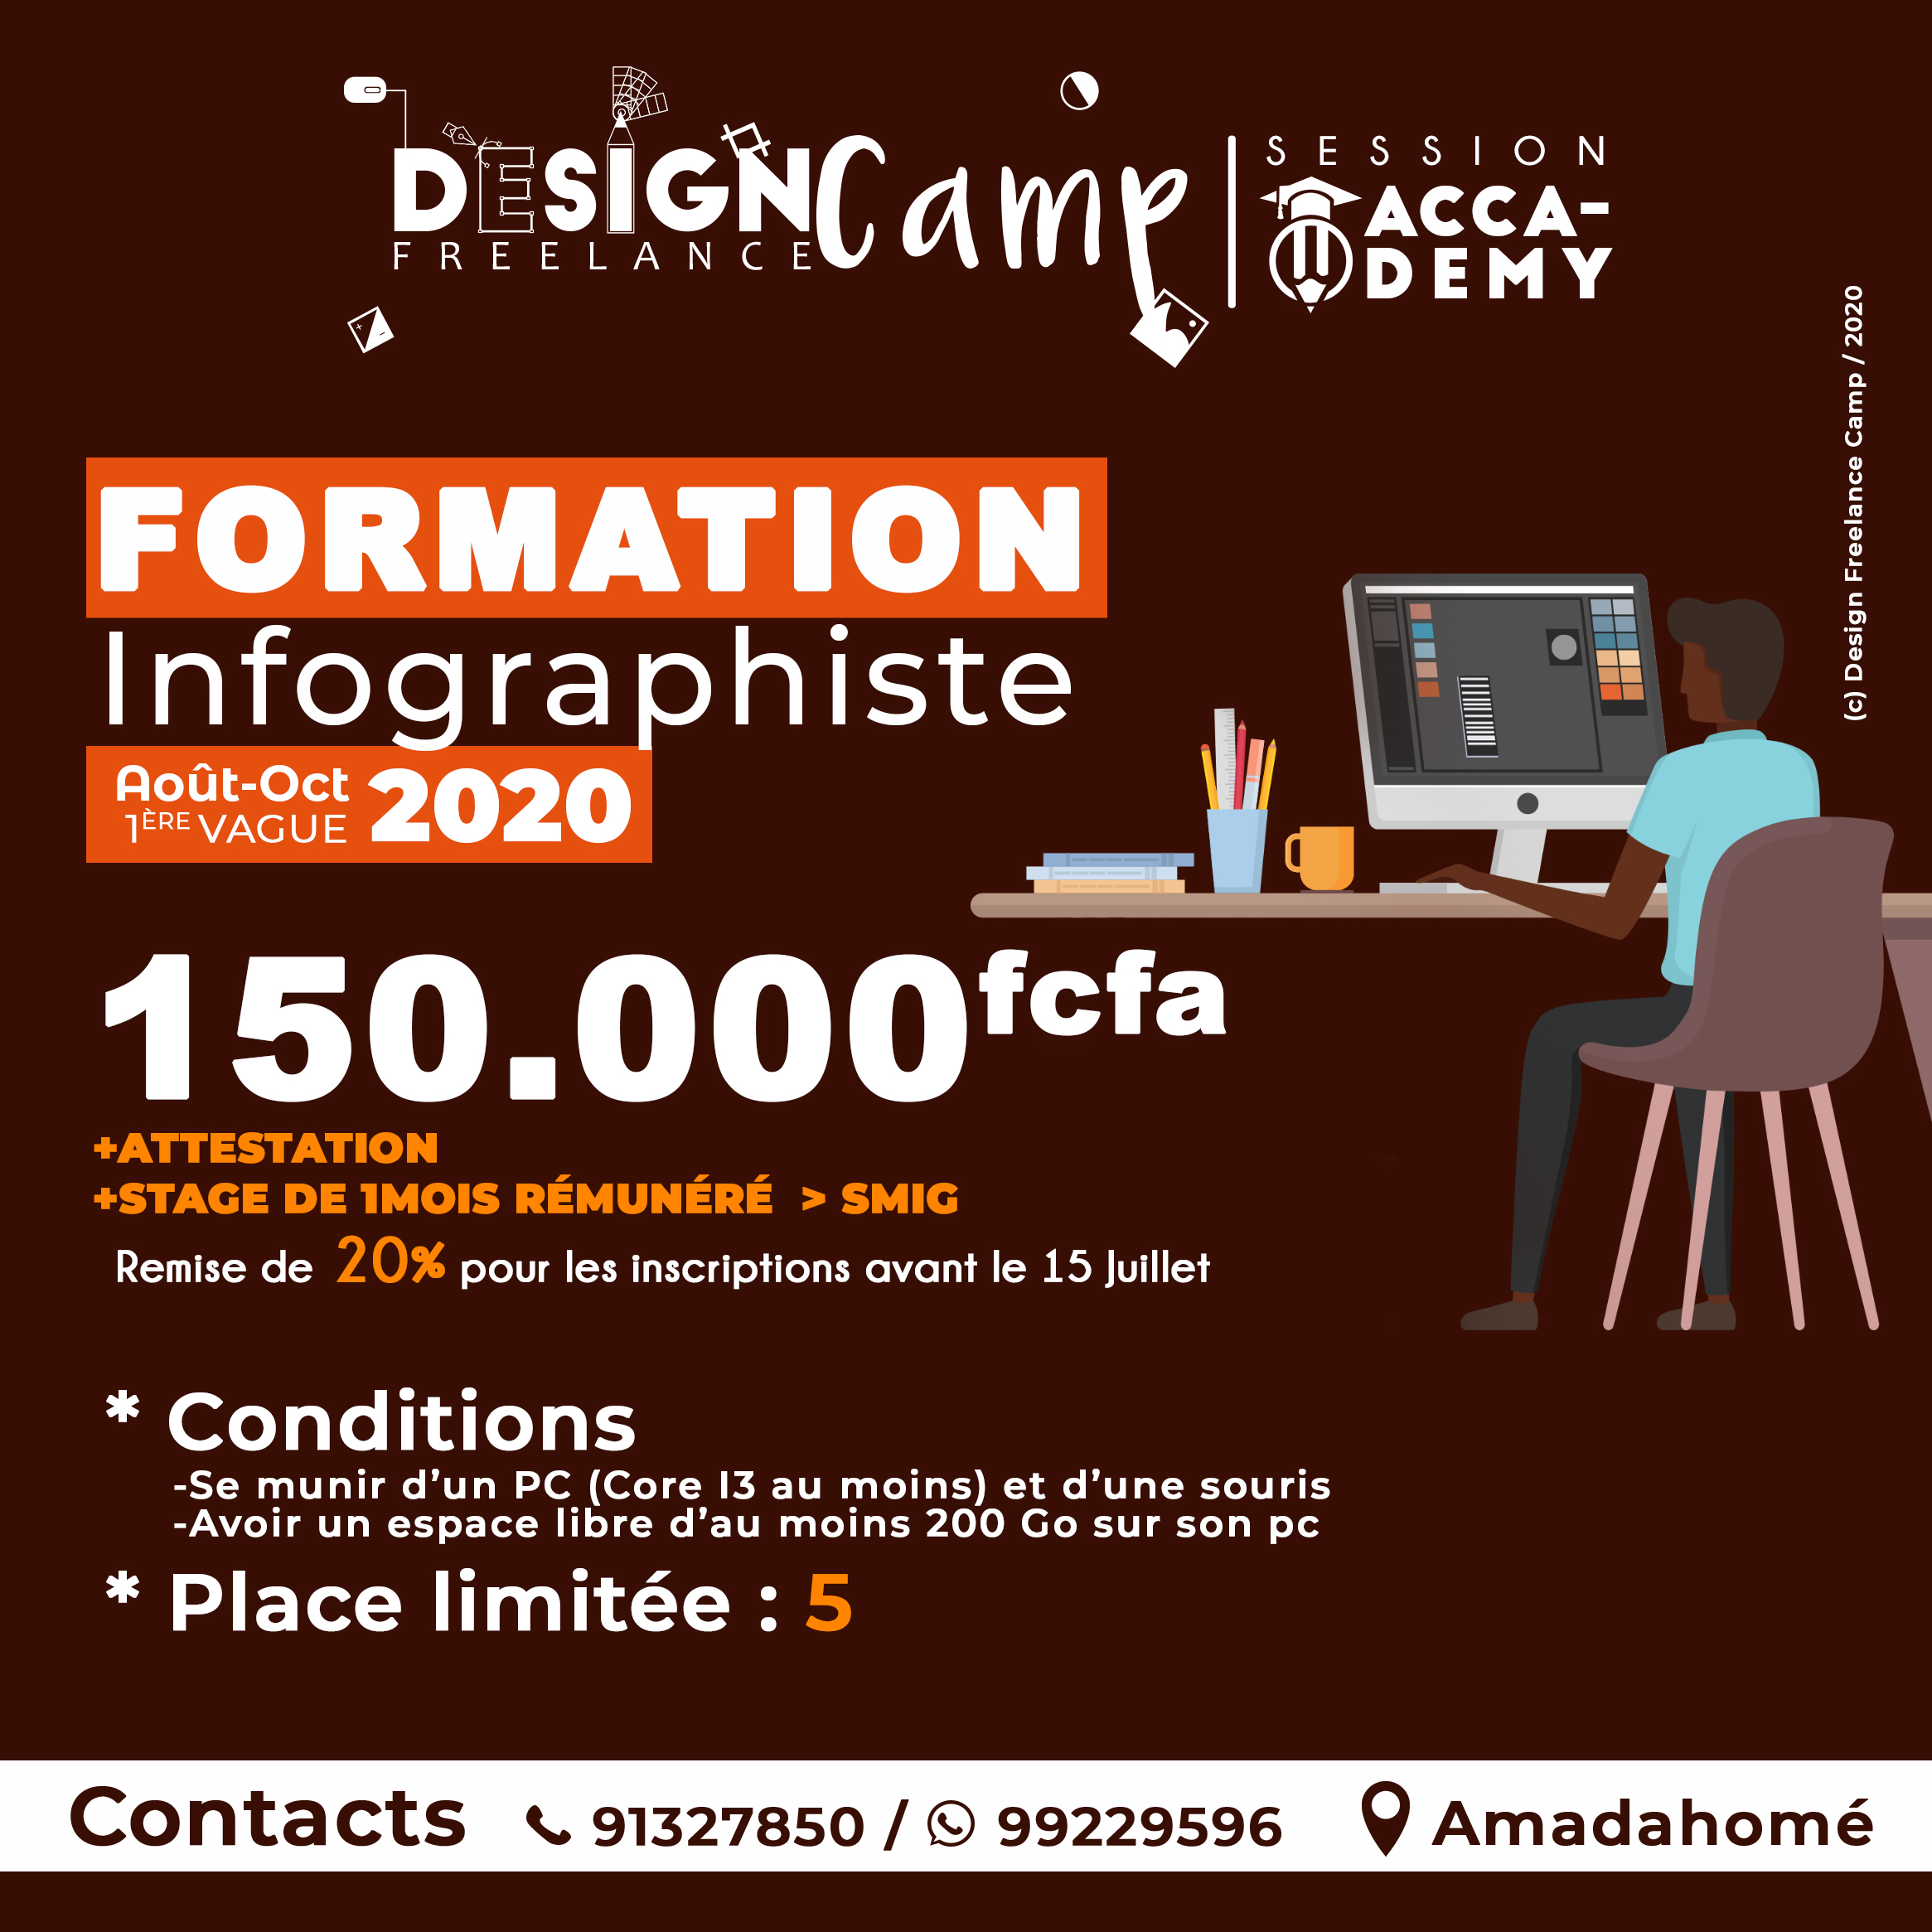 DESIGN Camp
FREELANCE
SESSION
ACCA-
DEMY
(c) Design Freelance Camp / 2020
FORMATION
Infographiste
Août-Oct 2020
1ÈRE VAGUE
150.000 fcfa
+ATTESTATION
+STAGE DE 1MOIS RÉMUNÉRÉ > SMIG
Remise de 20% pour les inscriptions avant le 15 Juillet
* Conditions
-Se munir d’un PC (Core I3 au moins) et d’une souris
-Avoir un espace libre d’au moins 200 Go sur son pc
* Place limitée : 5
Contacts 91327850 / 99229596 Amadahomé